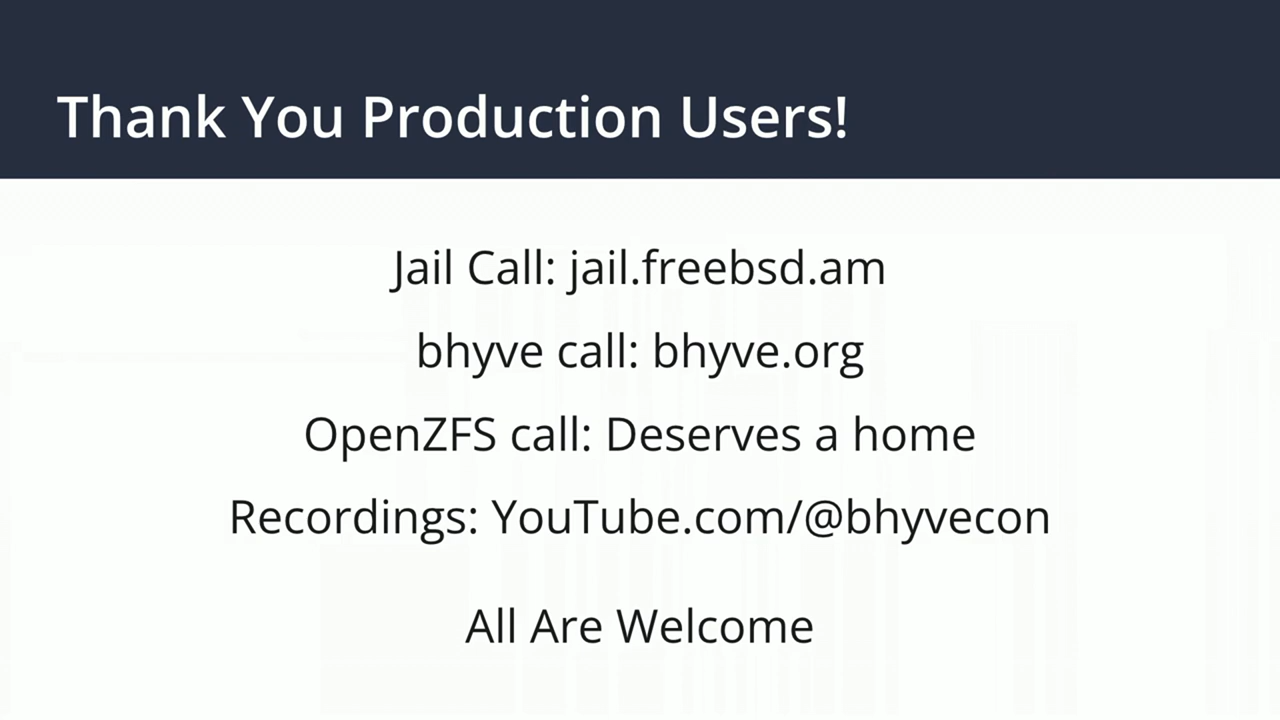 Thank You Production Users!
Jail Call: jail.freebsd.am
bhyve call: bhyve.org
OpenZFS call: Deserves a home
Recordings: YouTube.com/@bhyvecon
All Are Welcome